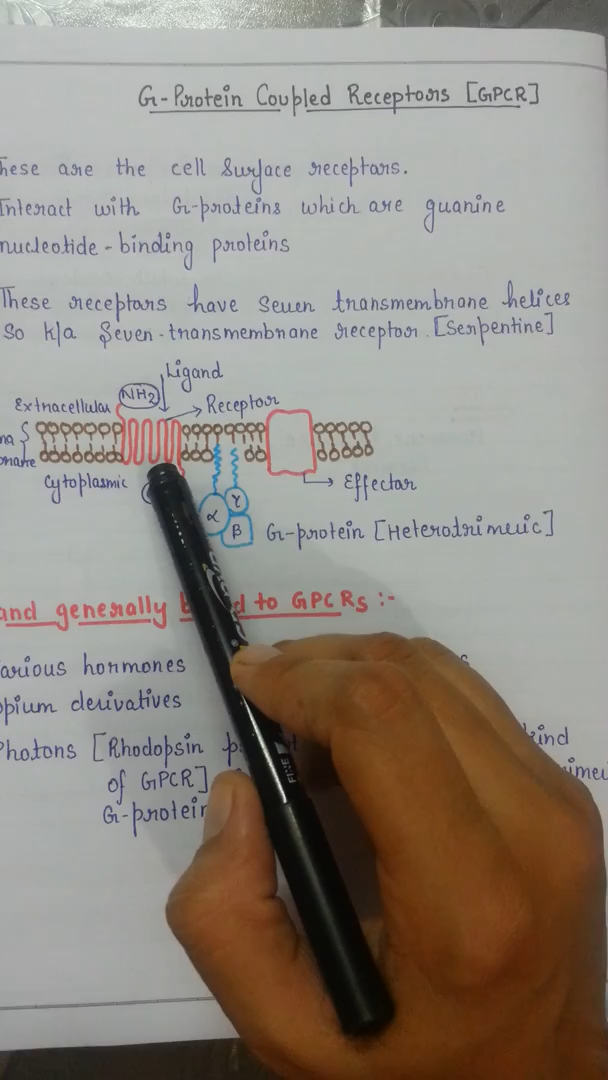 G-Protein Coupled Receptors [GPCR]
hese are the cell surface receptors.
Interact with G-proteins which are guanine
nucleotide-binding proteins
These receptors have seven transmembrane helices
So k/a Seven-transmembrane receptor. [Serpentine]
Ligand
NH2
Extracellular
Receptor
Cytoplasmic
Effector
α
γ
β
G-protein [Heterotrimeric]
and generally to GPCRs :-
arious hormones
pium derivatives
Photons [Rhodopsin
kind
of GPCR]
G-protein
FINE